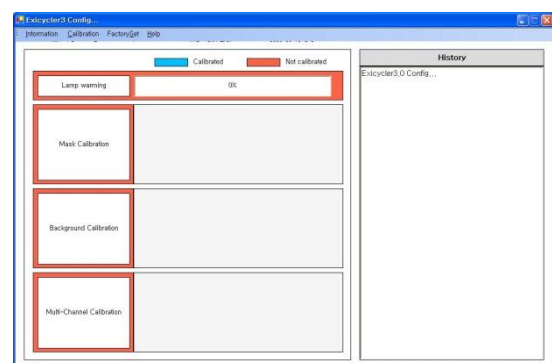 Exicycler3 Config...
Information Calibration FactorySet Help
Calibrated Not calibrated
Lamp warming 0%
Mask Calibration
Background Calibration
Multi-Channel Calibration
History
Exicycler3,0 Config,,,